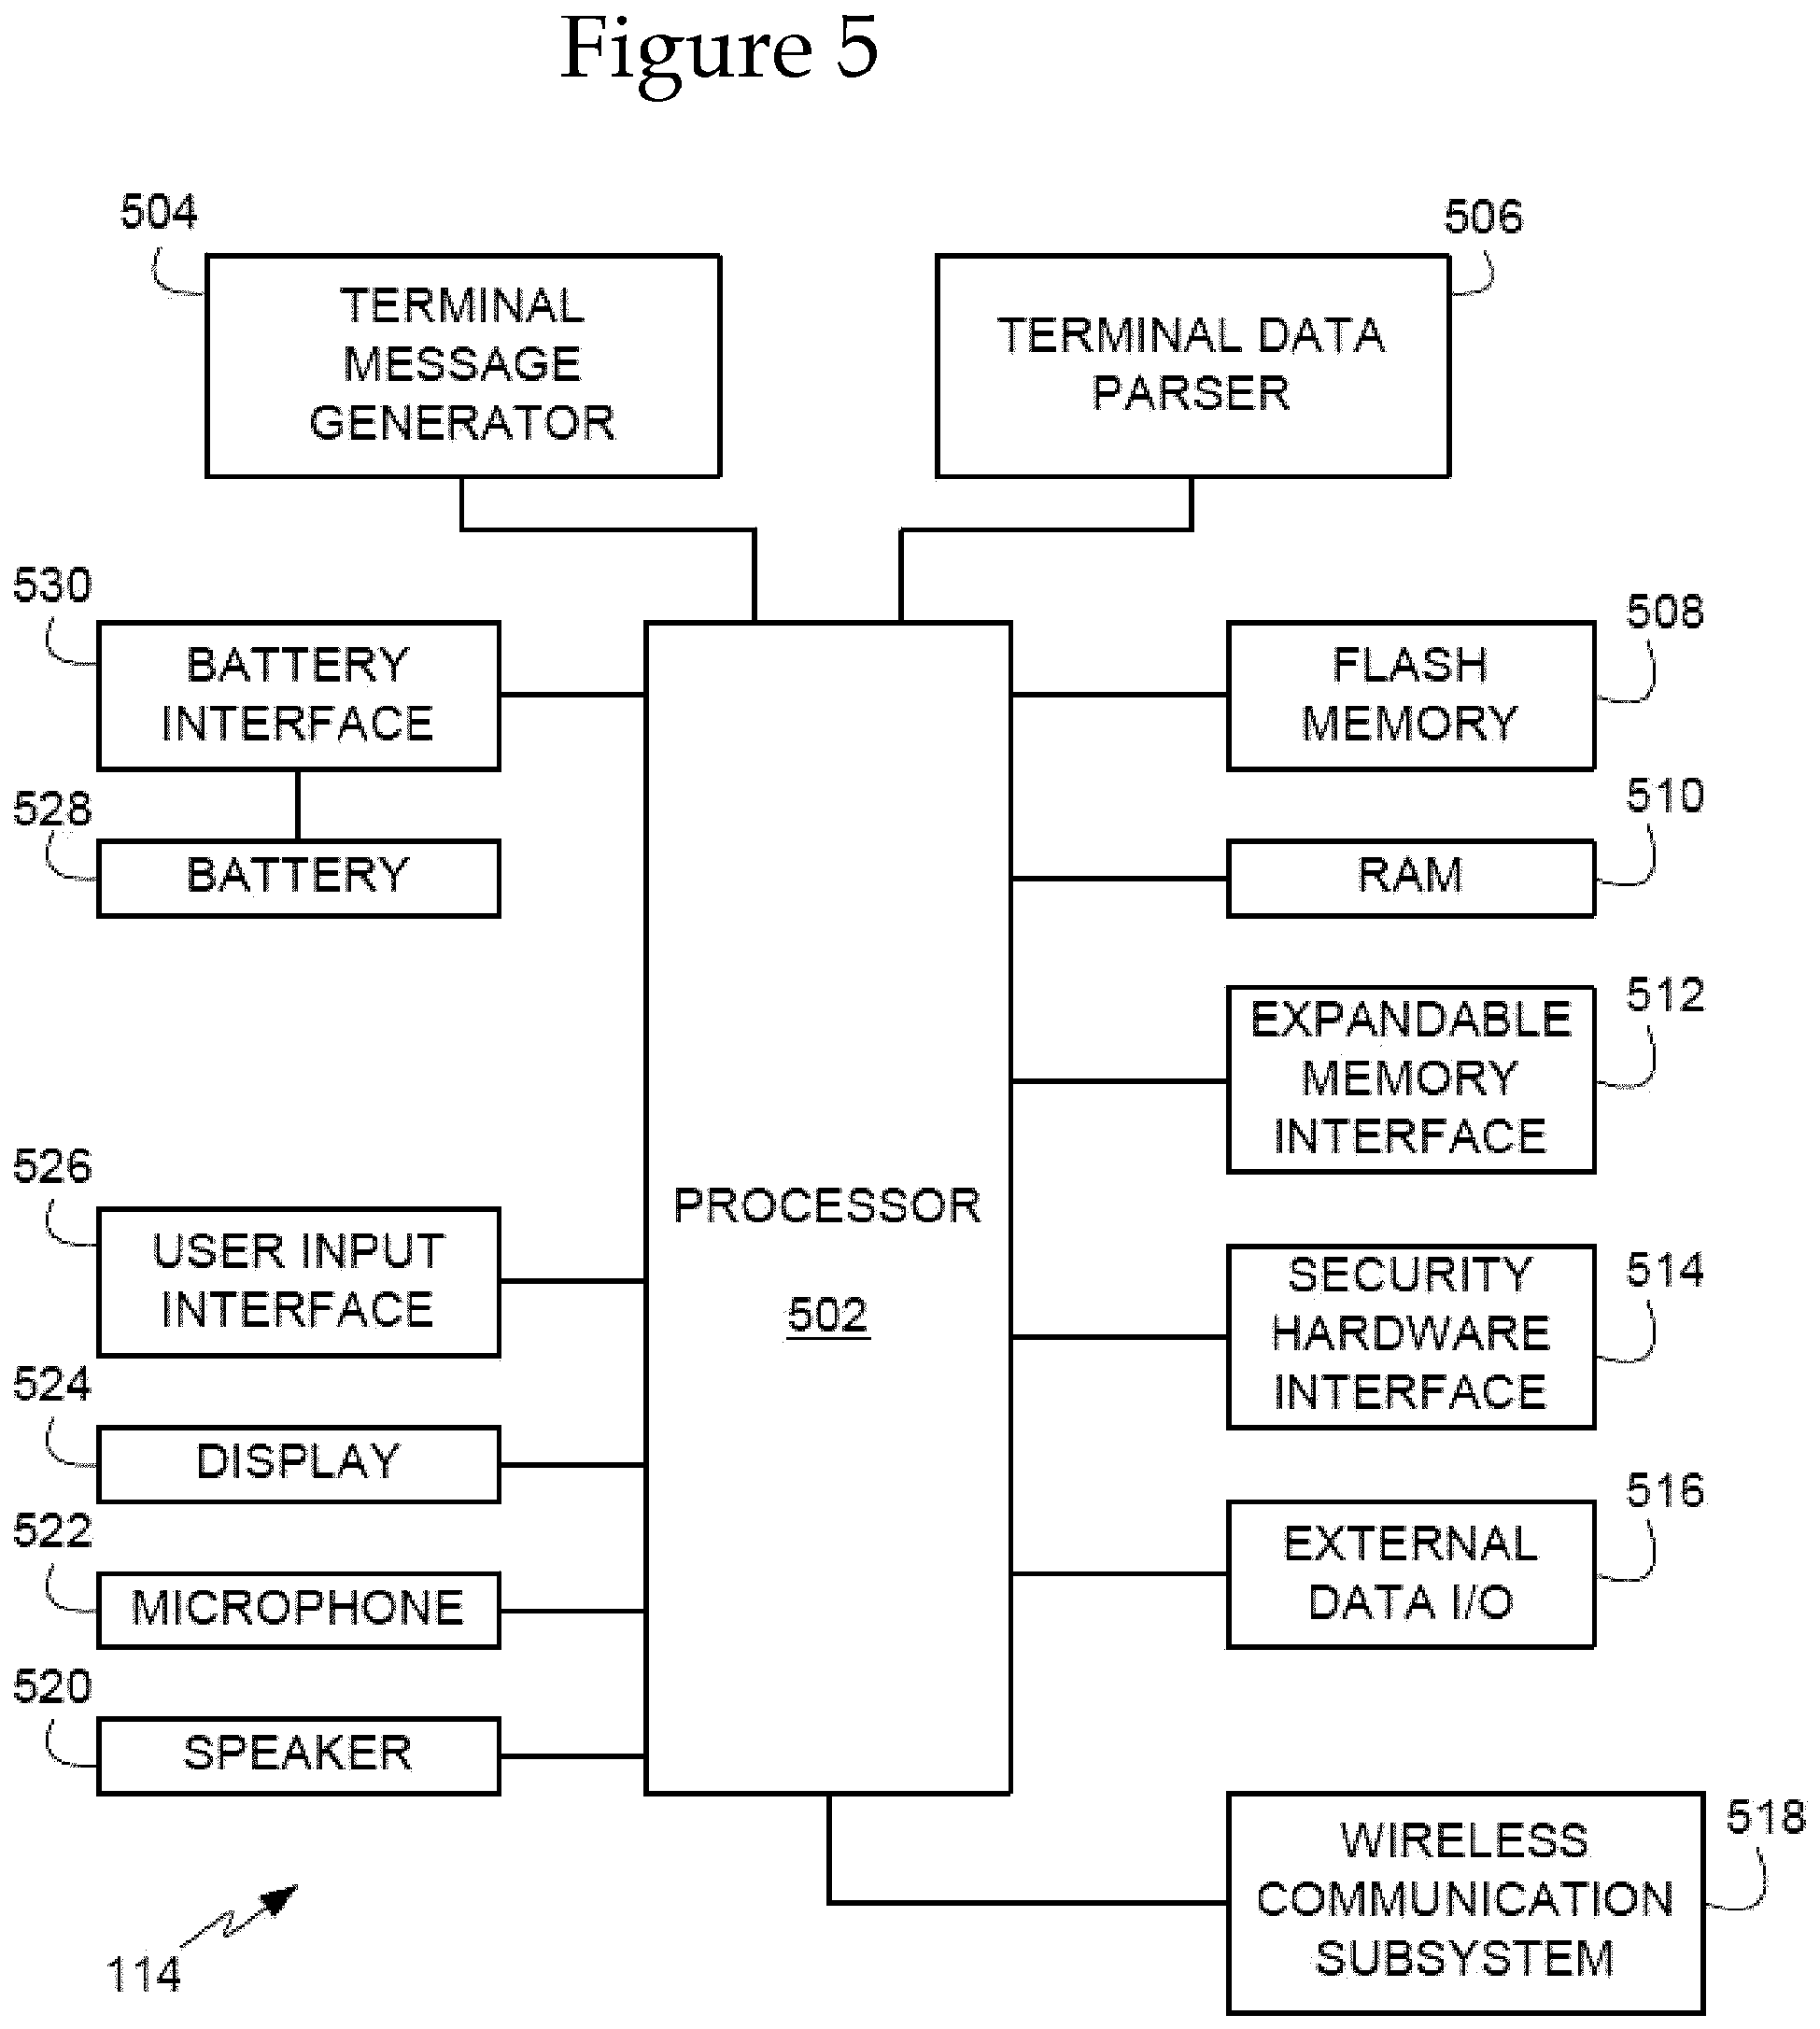 Figure 5
504
506
TERMINAL
MESSAGE
GENERATOR
TERMINAL DATA
PARSER
530
BATTERY
INTERFACE
508
FLASH
MEMORY
528
BATTERY
510
RAM
512
EXPANDABLE
MEMORY
INTERFACE
PROCESSOR
502
526
USER INPUT
INTERFACE
514
SECURITY
HARDWARE
INTERFACE
524
DISPLAY
516
EXTERNAL
DATA I/O
522
MICROPHONE
520
SPEAKER
518
WIRELESS
COMMUNICATION
SUBSYSTEM
114